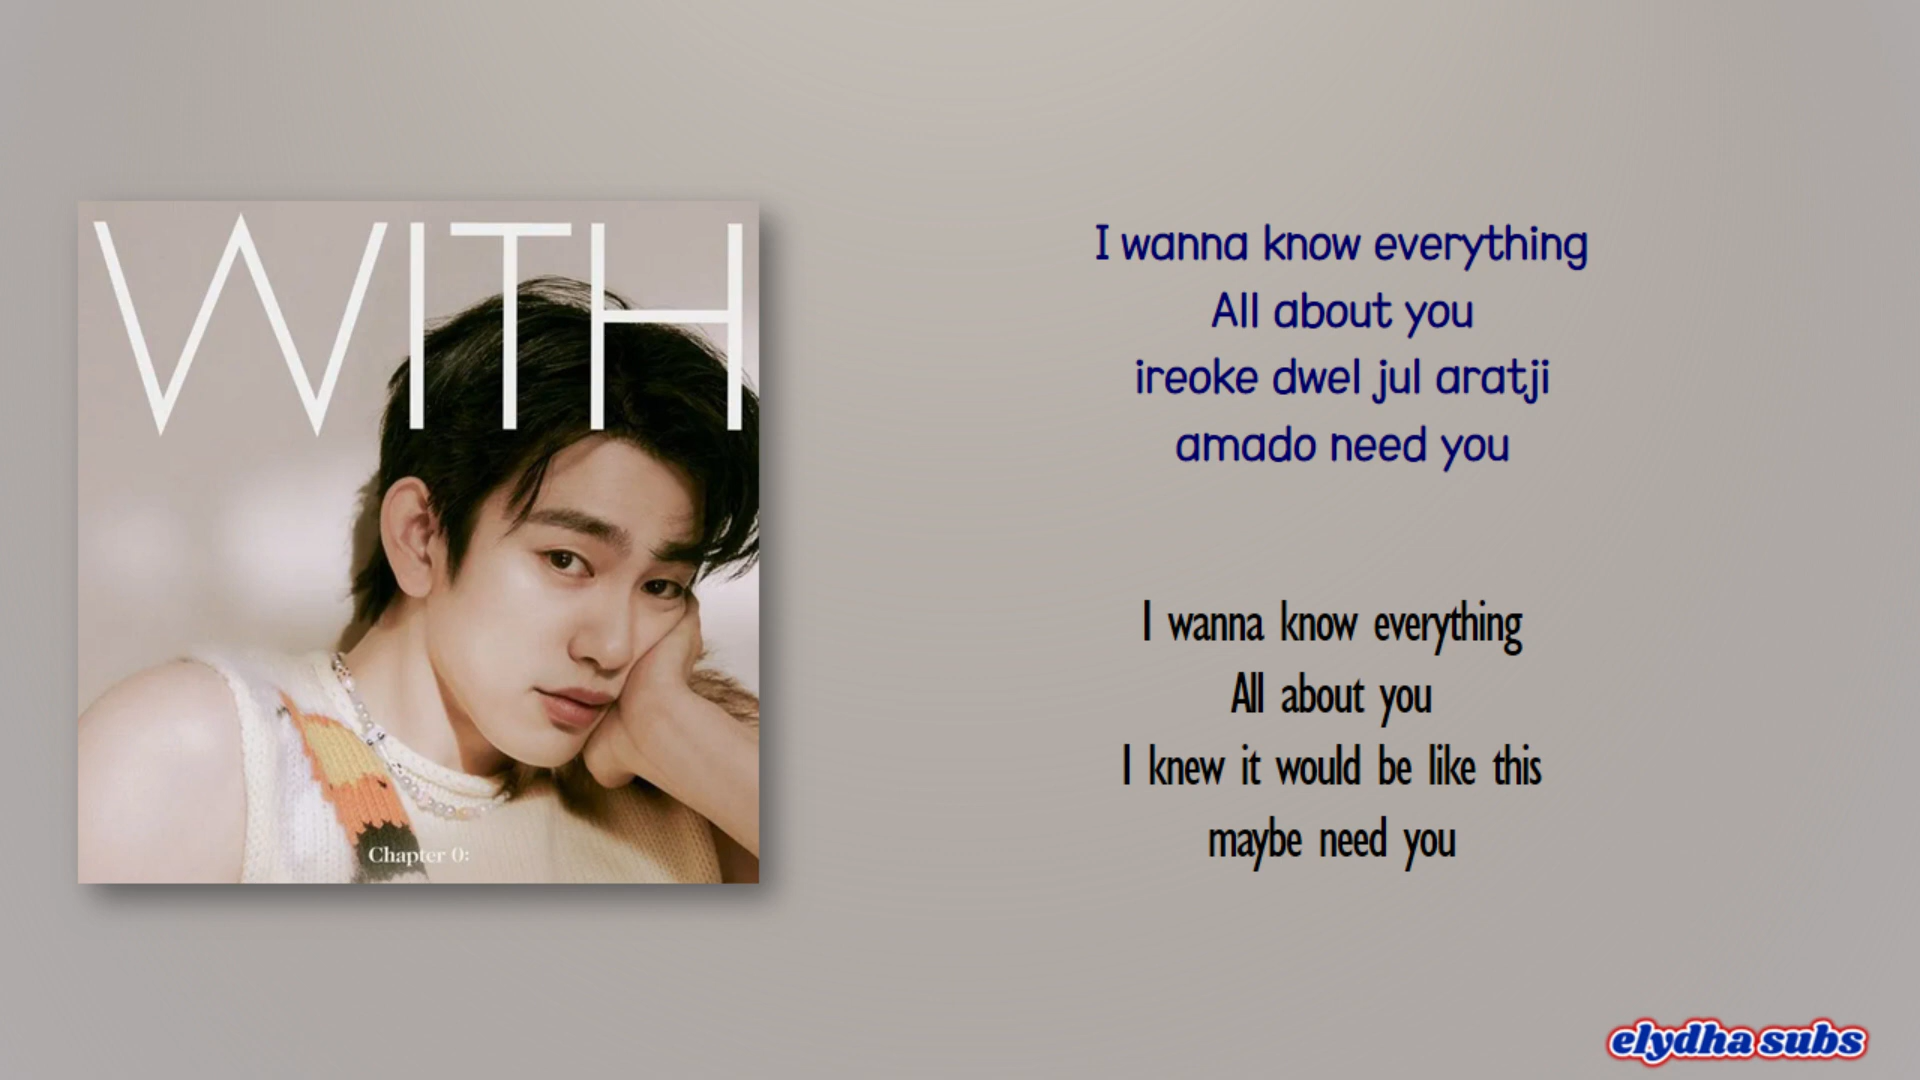 WITH
Chapter 0:
I wanna know everything
All about you
ireoke dwel jul aratji
amado need you
I wanna know everything
All about you
I knew it would be like this
maybe need you
elydha subs